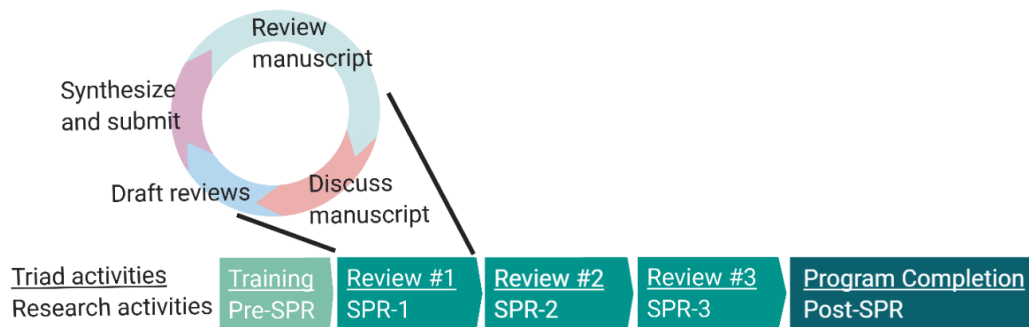 Review
manuscript
Synthesize
and submit
Draft reviews
Discuss
manuscript
Triad activities
Research activities
Training
Pre-SPR
Review #1
SPR-1
Review #2
SPR-2
Review #3
SPR-3
Program Completion
Post-SPR